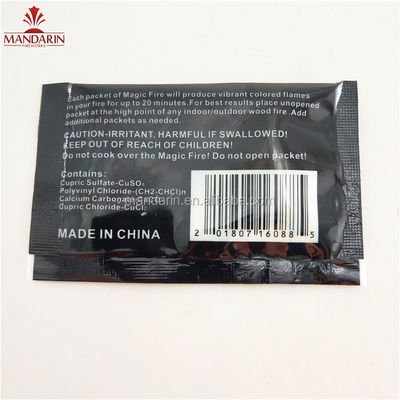 MANDARIN
FIREWORKS
Each packet of Magic Fire will produce vibrant colored flames
in your fire for up to 20 minutes.For best results place unopened
packet at the high point of any indoor/outdoor wood fire. Add
additional packets as needed.
CAUTION-IRRITANT. HARMFUL IF SWALLOWED!
KEEP OUT OF REACH OF CHILDREN!
Do not cook over the Magic Fire! Do not open packet!
Contains:
Cupric Sulfate-CuSO₄
Polyvinyl Chloride-(CH2-CHCl)n
Calcium Carbonate
Cupric Chloride-CuCl
MADE IN CHINA
2 01807 16088 5